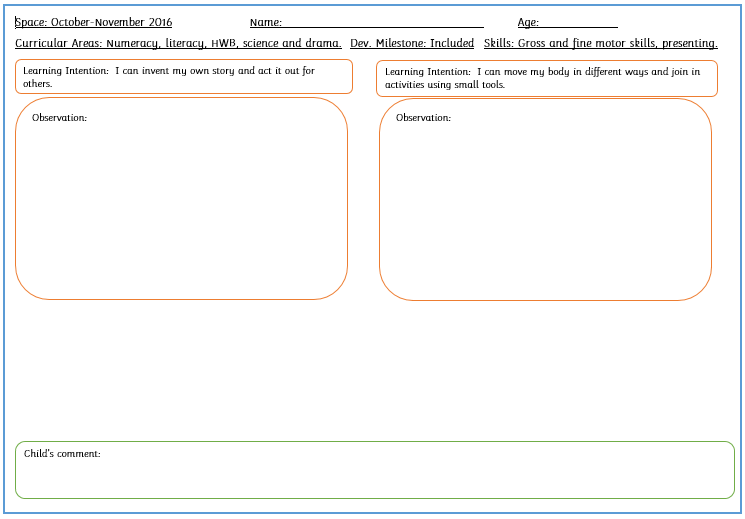 Space: October-November 2016 Name:________________________________ Age:____________
Curricular Areas: Numeracy, literacy, HWB, science and drama. Dev. Milestone: Included Skills: Gross and fine motor skills, presenting.
Learning Intention: I can invent my own story and act it out for
others.
Learning Intention: I can move my body in different ways and join in
activities using small tools.
Observation:
Observation:
Child's comment: